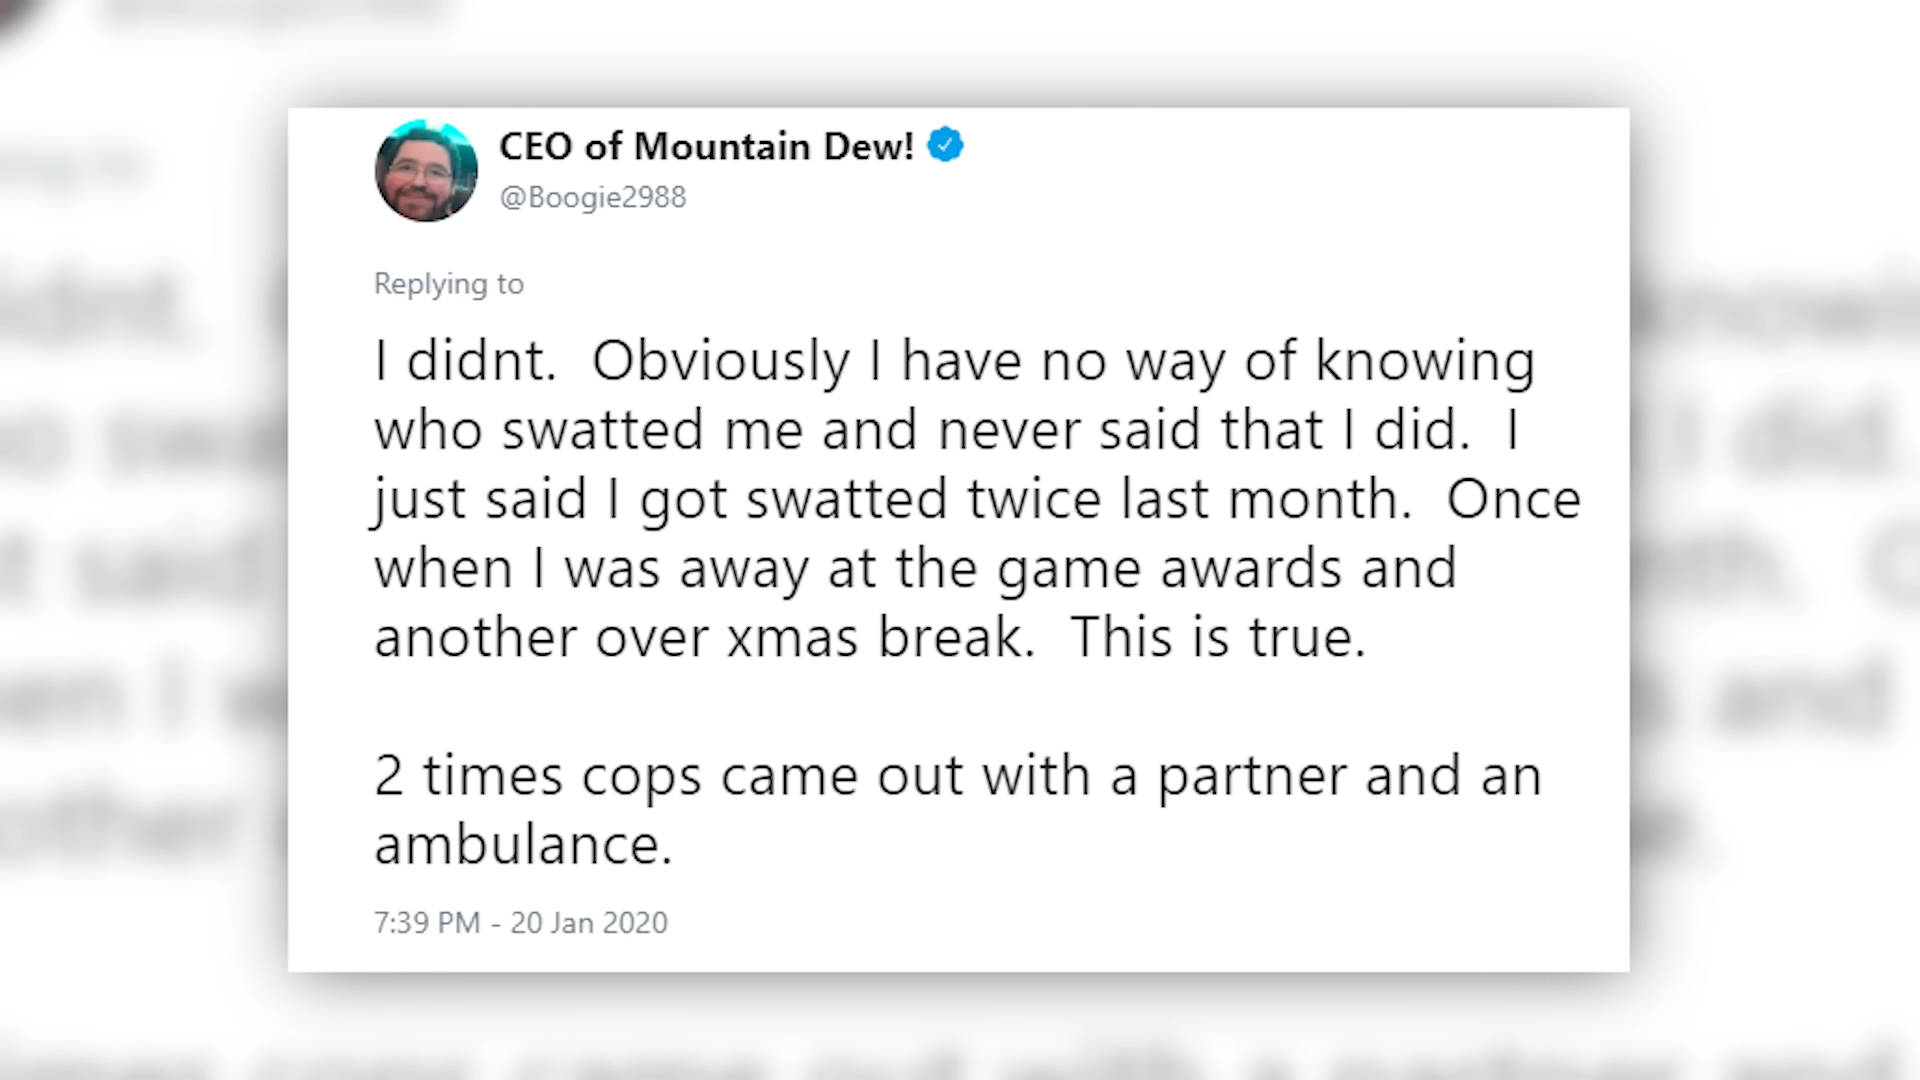 CEO of Mountain Dew!
@Boogie2988
Replying to
I didnt.  Obviously I have no way of knowing
who swatted me and never said that I did.  I
just said I got swatted twice last month.  Once
when I was away at the game awards and
another over xmas break.  This is true.
2 times cops came out with a partner and an
ambulance.
7:39 PM - 20 Jan 2020